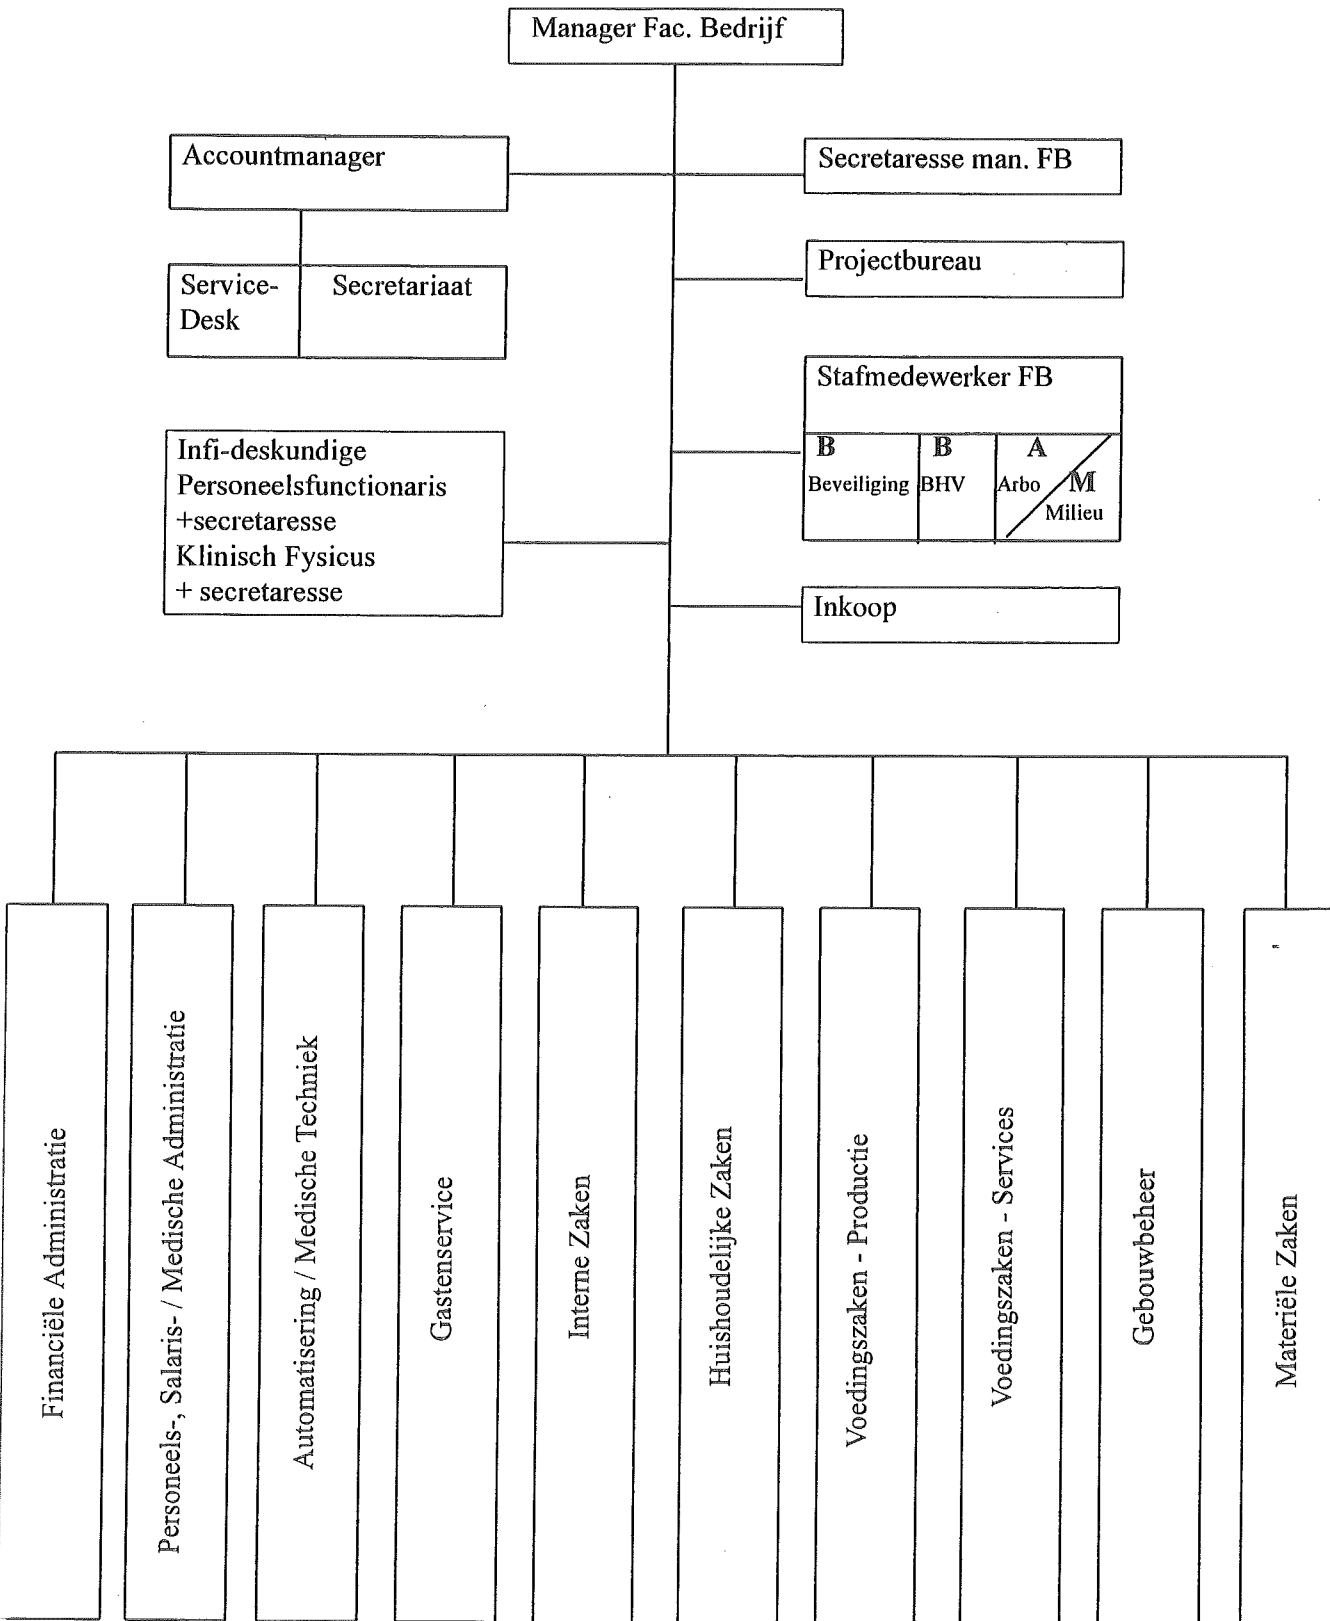 Manager Fac. Bedrijf
Accountmanager
Secretaresse man. FB
Service-
Desk
Secretariaat
Projectbureau
Stafmedewerker FB
B
Beveiliging
B
BHV
A
Arbo
M
Milieu
Infi-deskundige
Personeelsfunctionaris
+secretaresse
Klinisch Fysicus
+ secretaresse
Inkoop
Financiële Administratie
Personeels-, Salaris- / Medische Administratie
Automatisering / Medische Techniek
Gastenservice
Interne Zaken
Huishoudelijke Zaken
Voedingszaken - Productie
Voedingszaken - Services
Gebouwbeheer
Materiële Zaken